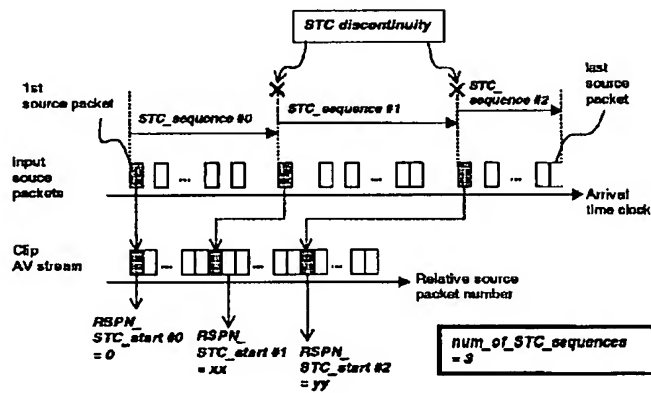 STC discontinuity
1st
source packet
last
source
packet
STC_sequence #0
STC_sequence #1
STC_
sequence #2
Input
souce
packets
...
...
...
...
Arrival
time clock
Clip
AV stream
...
...
...
Relative source
packet number
RSPN_
STC_start #0
= 0
RSPN_
STC_start #1
= xx
RSPN_
STC_start #2
= yy
num_of_STC_sequences
= 3